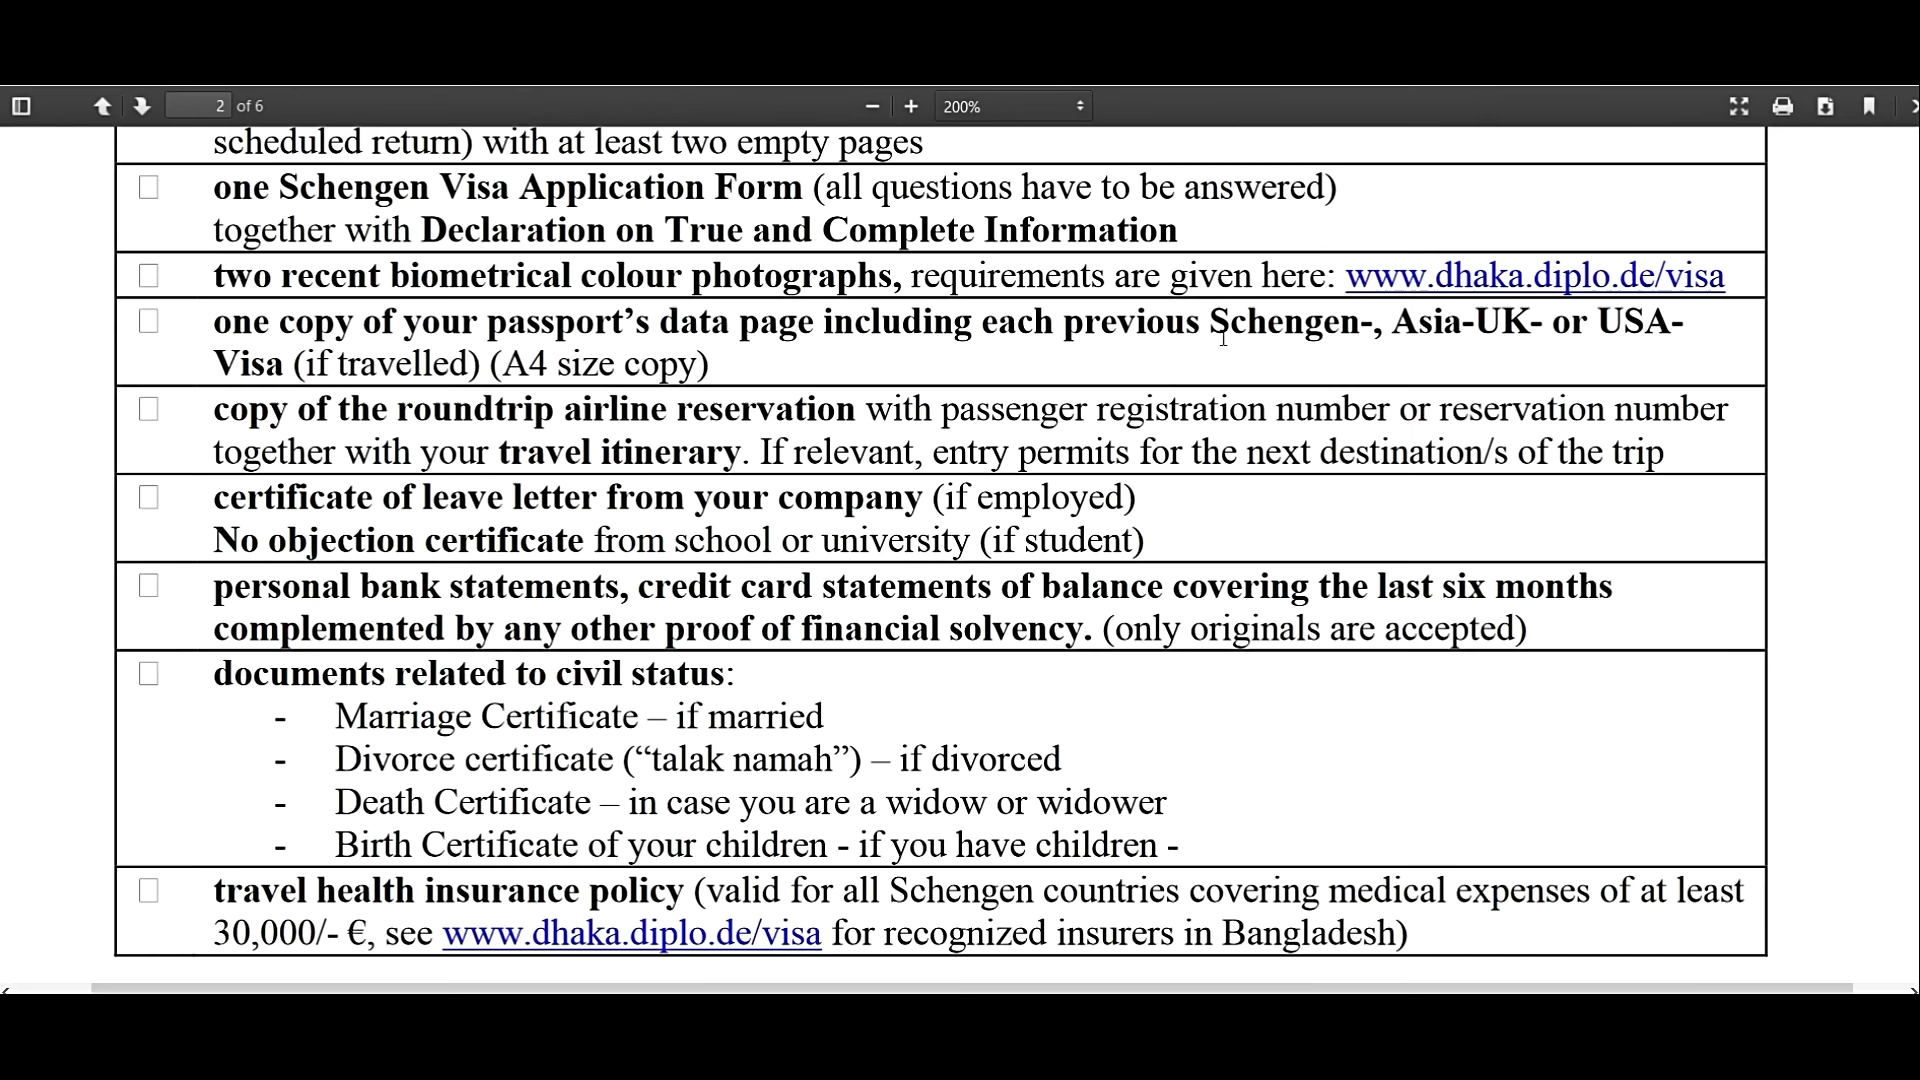 2 of 6 200%
scheduled return) with at least two empty pages
one Schengen Visa Application Form (all questions have to be answered)
together with Declaration on True and Complete Information
two recent biometrical colour photographs, requirements are given here: www.dhaka.diplo.de/visa
one copy of your passport’s data page including each previous Schengen-, Asia-UK- or USA-
Visa (if travelled) (A4 size copy)
copy of the roundtrip airline reservation with passenger registration number or reservation number
together with your travel itinerary. If relevant, entry permits for the next destination/s of the trip
certificate of leave letter from your company (if employed)
No objection certificate from school or university (if student)
personal bank statements, credit card statements of balance covering the last six months
complemented by any other proof of financial solvency. (only originals are accepted)
documents related to civil status:
- Marriage Certificate – if married
- Divorce certificate (“talak namah”) – if divorced
- Death Certificate – in case you are a widow or widower
- Birth Certificate of your children - if you have children -
travel health insurance policy (valid for all Schengen countries covering medical expenses of at least
30,000/- €, see www.dhaka.diplo.de/visa for recognized insurers in Bangladesh)